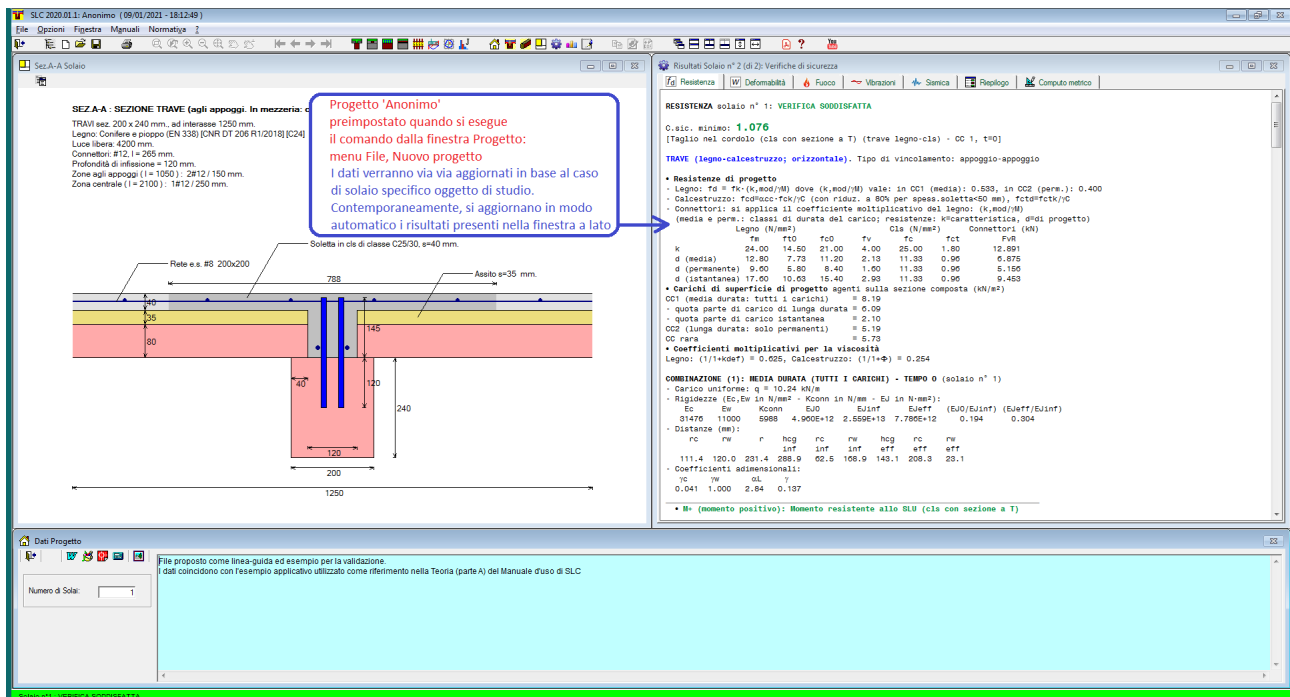 SLC 2020.01.1: Anonimo ( 09/01/2021 - 18:12:49 )
File Opzioni Finestra Manuali Normativa ?
Sez.A-A Solaio
SEZ.A-A : SEZIONE TRAVE (agli appoggi. In mezzeria:
TRAVI sez. 200 x 240 mm., ad interasse 1250 mm.
Legno: Conifere e pioppo (EN 338) [CNR DT 206 R1/2018] [C24]
Luce libera: 4200 mm.
Connettori: #12, l = 265 mm.
Profondità di infissione = 120 mm.
Zone agli appoggi ( l = 1050 ) : 2#12 / 150 mm.
Zona centrale ( l = 2100 ) : 1#12 / 250 mm.
Progetto 'Anonimo'
preimpostato quando si esegue
il comando dalla finestra Progetto:
menu File, Nuovo progetto
I dati verranno via via aggiornati in base al caso
di solaio specifico oggetto di studio.
Contemporaneamente, si aggiornano in modo
automatico i risultati presenti nella finestra a lato
Soletta in cls di classe C25/30, s=40 mm.
Rete e.s. #8 200x200
788
Assito s=35 mm.
40
35
80
145
40
120
240
120
200
1250
Risultati Solaio n° 2 (di 2): Verifiche di sicurezza
fd Resistenza W Deformabilità Fuoco Vibrazioni Sismica Riepilogo Computo metrico
RESISTENZA solaio n° 1: VERIFICA SODDISFATTA
C.sic. minimo: 1.076
[Taglio nel cordolo (cls con sezione a T) (trave legno-cls) - CC 1, t=0]
TRAVE (legno-calcestruzzo; orizzontale). Tipo di vincolamento: appoggio-appoggio
• Resistenze di progetto
- Legno: fd = fk·(k,mod/γM) dove (k,mod/γM) vale: in CC1 (media): 0.533, in CC2 (perm.): 0.400
- Calcestruzzo: fcd=αcc·fck/γC (con riduz. a 80% per spess.soletta<50 mm), fctd=fctk/γC
- Connettori: si applica il coefficiente moltiplicativo del legno: (k,mod/γM)
(media e perm.: classi di durata del carico; resistenze: k=caratteristica, d=di progetto)
Legno (N/mm²) Cls (N/mm²) Connettori (kN)
fm ft0 fc0 fv fc fct FvR
k 24.00 14.50 21.00 4.00 25.00 1.80 12.891
d (media) 12.80 7.73 11.20 2.13 11.33 0.96 6.875
d (permanente) 9.60 5.80 8.40 1.60 11.33 0.96 5.156
d (istantanea) 17.60 10.63 15.40 2.93 11.33 0.96 9.453
• Carichi di superficie di progetto agenti sulla sezione composta (kN/m²)
CC1 (media durata: tutti i carichi) = 8.19
- quota parte di carico di lunga durata = 6.09
- quota parte di carico istantanea = 2.10
CC2 (lunga durata: solo permanenti) = 5.19
CC rara = 5.73
• Coefficienti moltiplicativi per la viscosità
Legno: (1/1+kdef) = 0.625, Calcestruzzo: (1/1+Φ) = 0.254
COMBINAZIONE (1): MEDIA DURATA (TUTTI I CARICHI) - TEMPO 0 (solaio n° 1)
- Carico uniforme: q = 10.24 kN/m
- Rigidezze (Ec,Ew in N/mm² - Kconn in N/mm - EJ in N·mm²):
Ec Ew Kconn EJ0 EJinf EJeff (EJ0/EJinf) (EJeff/EJinf)
31476 11000 5988 4.960E+12 2.559E+13 7.786E+12 0.194 0.304
- Distanze (mm):
rc rw r hcg rc rw hcg rc rw
inf inf inf eff eff eff
111.4 120.0 231.4 288.9 62.5 168.9 143.1 208.3 23.1
- Coefficienti adimensionali:
γc γw αL γ
0.041 1.000 2.84 0.137
• M+ (momento positivo): Momento resistente allo SLU (cls con sezione a T)
Dati Progetto
Numero di Solai: 1
File proposto come linea-guida ed esempio per la validazione.
I dati coincidono con l'esempio applicativo utilizzato come riferimento nella Teoria (parte A) del Manuale d'uso di SLC
Solaio n°1 - VERIFICA SODDISFATTA